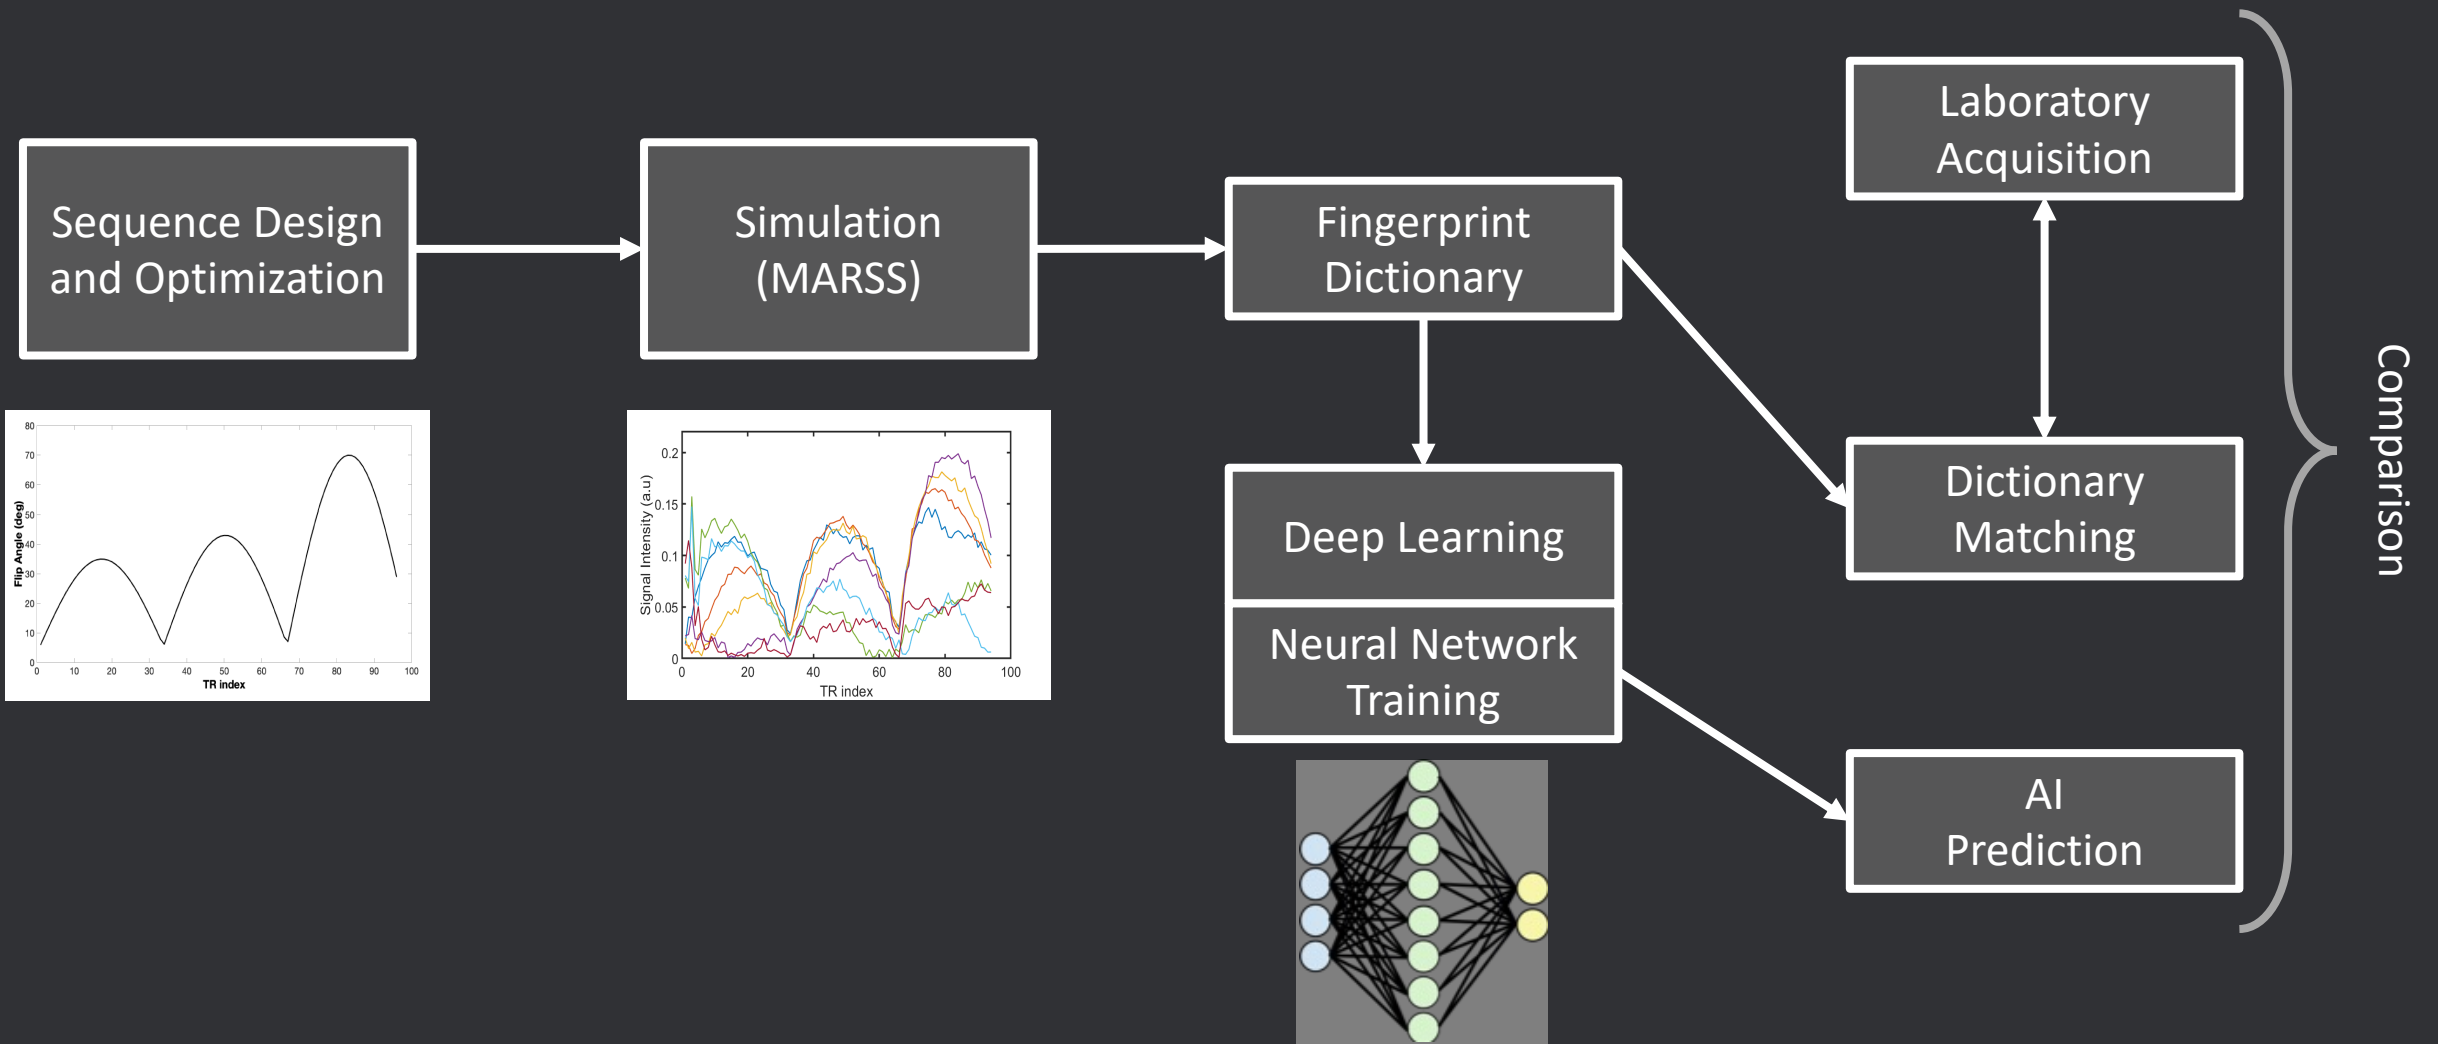 Sequence Design
and Optimization
Simulation
(MARSS)
Fingerprint
Dictionary
Laboratory
Acquisition
Dictionary
Matching
Deep Learning
Neural Network
Training
AI
Prediction
Comparison
80
70
60
50
40
30
20
10
0
Flip Angle (deg)
0 10 20 30 40 50 60 70 80 90 100
TR index
0.2
0.15
0.1
0.05
0
Signal Intensity (a.u)
0 20 40 60 80 100
TR index